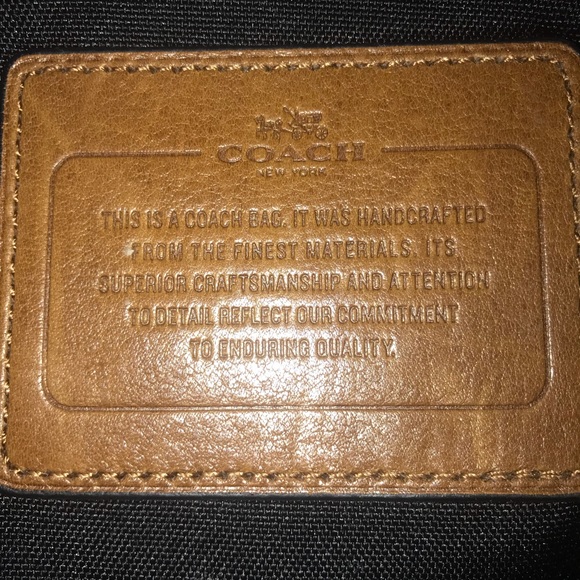 COACH
NEW YORK
THIS IS A COACH BAG. IT WAS HANDCRAFTED
FROM THE FINEST MATERIALS. ITS
SUPERIOR CRAFTSMANSHIP AND ATTENTION
TO DETAIL REFLECT OUR COMMITMENT
TO ENDURING QUALITY.